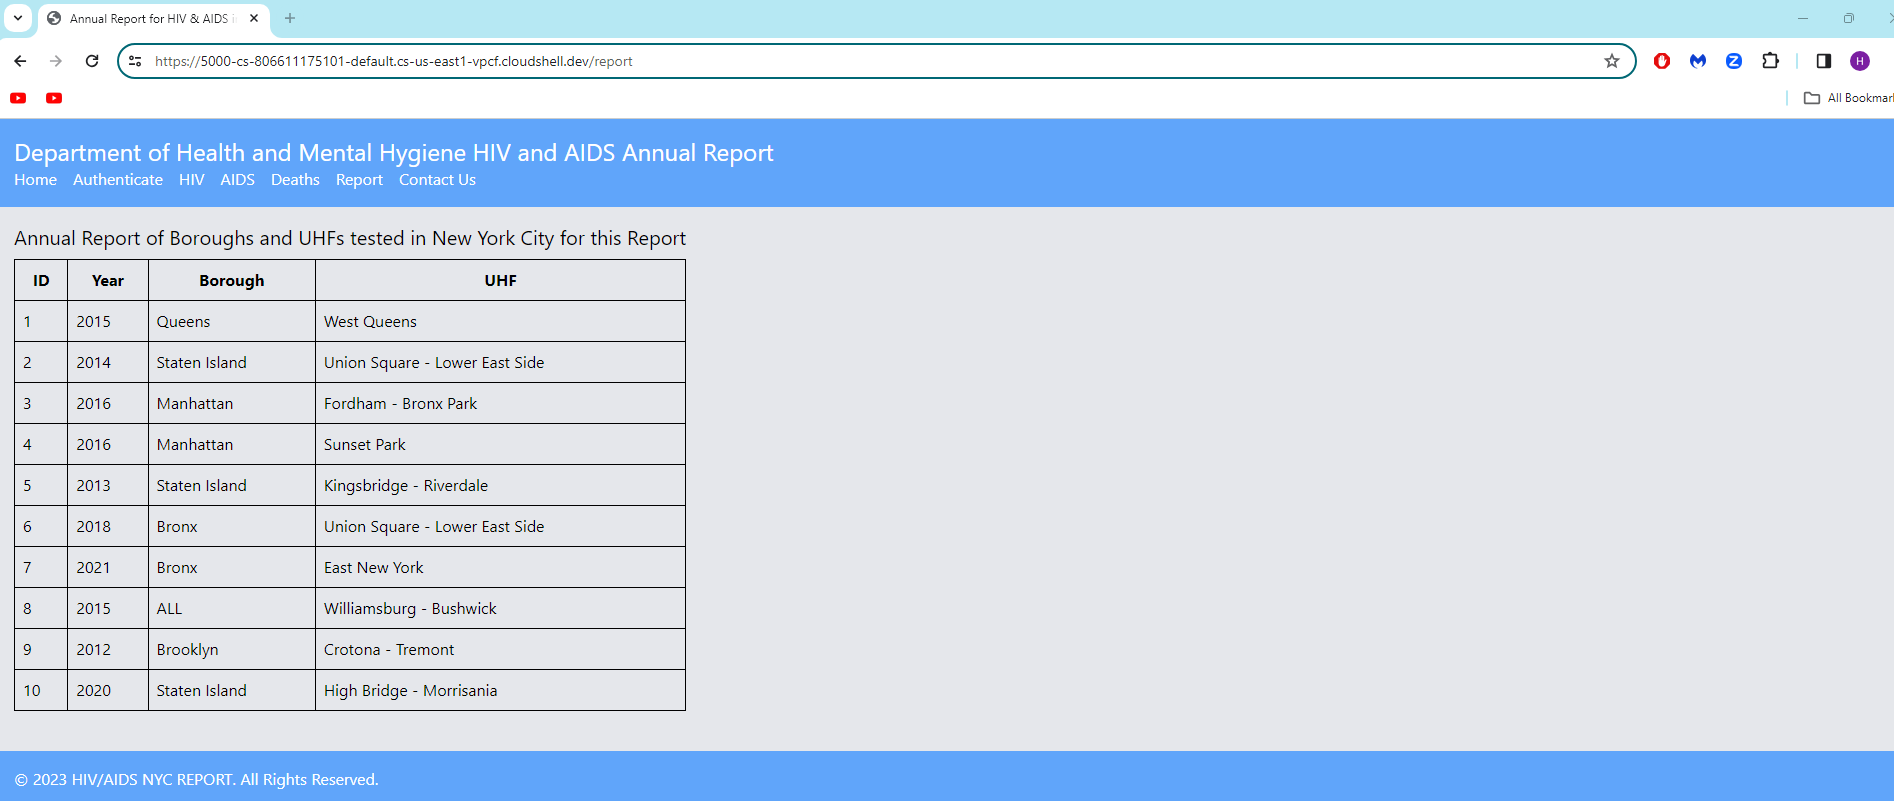 Annual Report for HIV & AIDS
https://5000-cs-806611175101-default.cs-us-east1-vpcf.cloudshell.dev/report
H
All Bookmar
Department of Health and Mental Hygiene HIV and AIDS Annual Report
Home Authenticate HIV AIDS Deaths Report Contact Us
Annual Report of Boroughs and UHFs tested in New York City for this Report
ID Year Borough UHF
1 2015 Queens West Queens
2 2014 Staten Island Union Square - Lower East Side
3 2016 Manhattan Fordham - Bronx Park
4 2016 Manhattan Sunset Park
5 2013 Staten Island Kingsbridge - Riverdale
6 2018 Bronx Union Square - Lower East Side
7 2021 Bronx East New York
8 2015 ALL Williamsburg - Bushwick
9 2012 Brooklyn Crotona - Tremont
10 2020 Staten Island High Bridge - Morrisania
© 2023 HIV/AIDS NYC REPORT. All Rights Reserved.